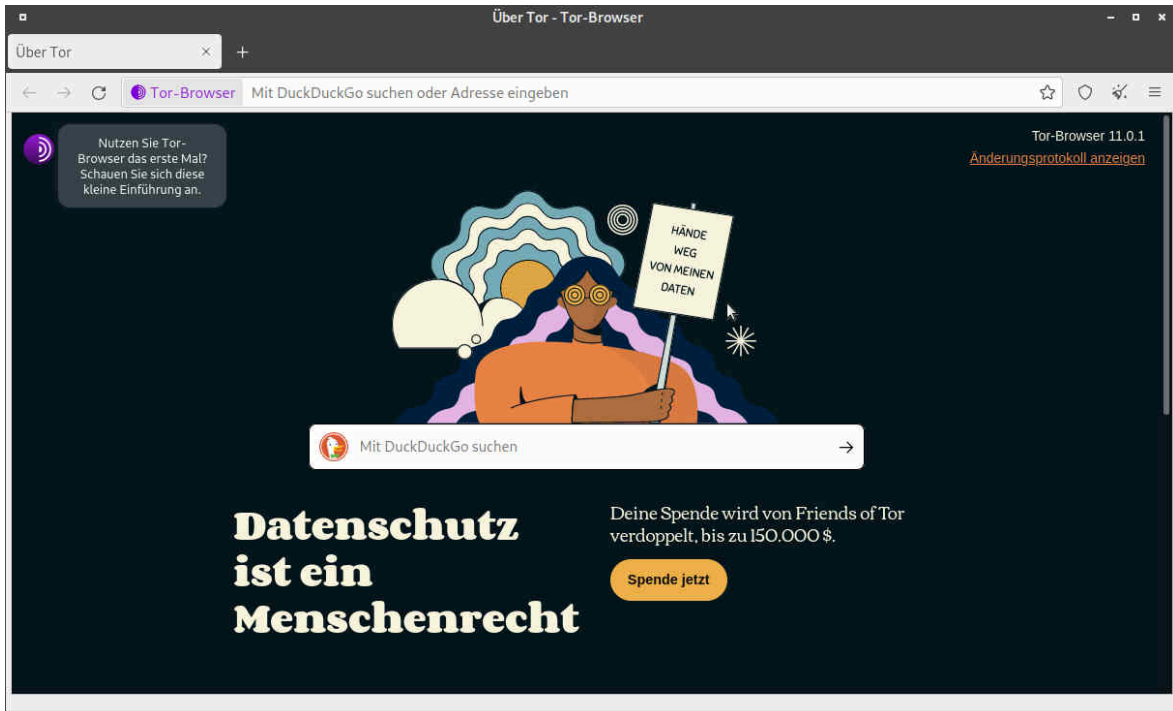 Über Tor - Tor-Browser
Über Tor
Tor-Browser
Mit DuckDuckGo suchen oder Adresse eingeben
Nutzen Sie Tor-
Browser das erste Mal?
Schauen Sie sich diese
kleine Einführung an.
Tor-Browser 11.0.1
Änderungsprotokoll anzeigen
HÄNDE
WEG
VON MEINEN
DATEN
Mit DuckDuckGo suchen
Datenschutz
ist ein
Menschenrecht
Deine Spende wird von Friends of Tor
verdoppelt, bis zu 150.000 $.
Spende jetzt